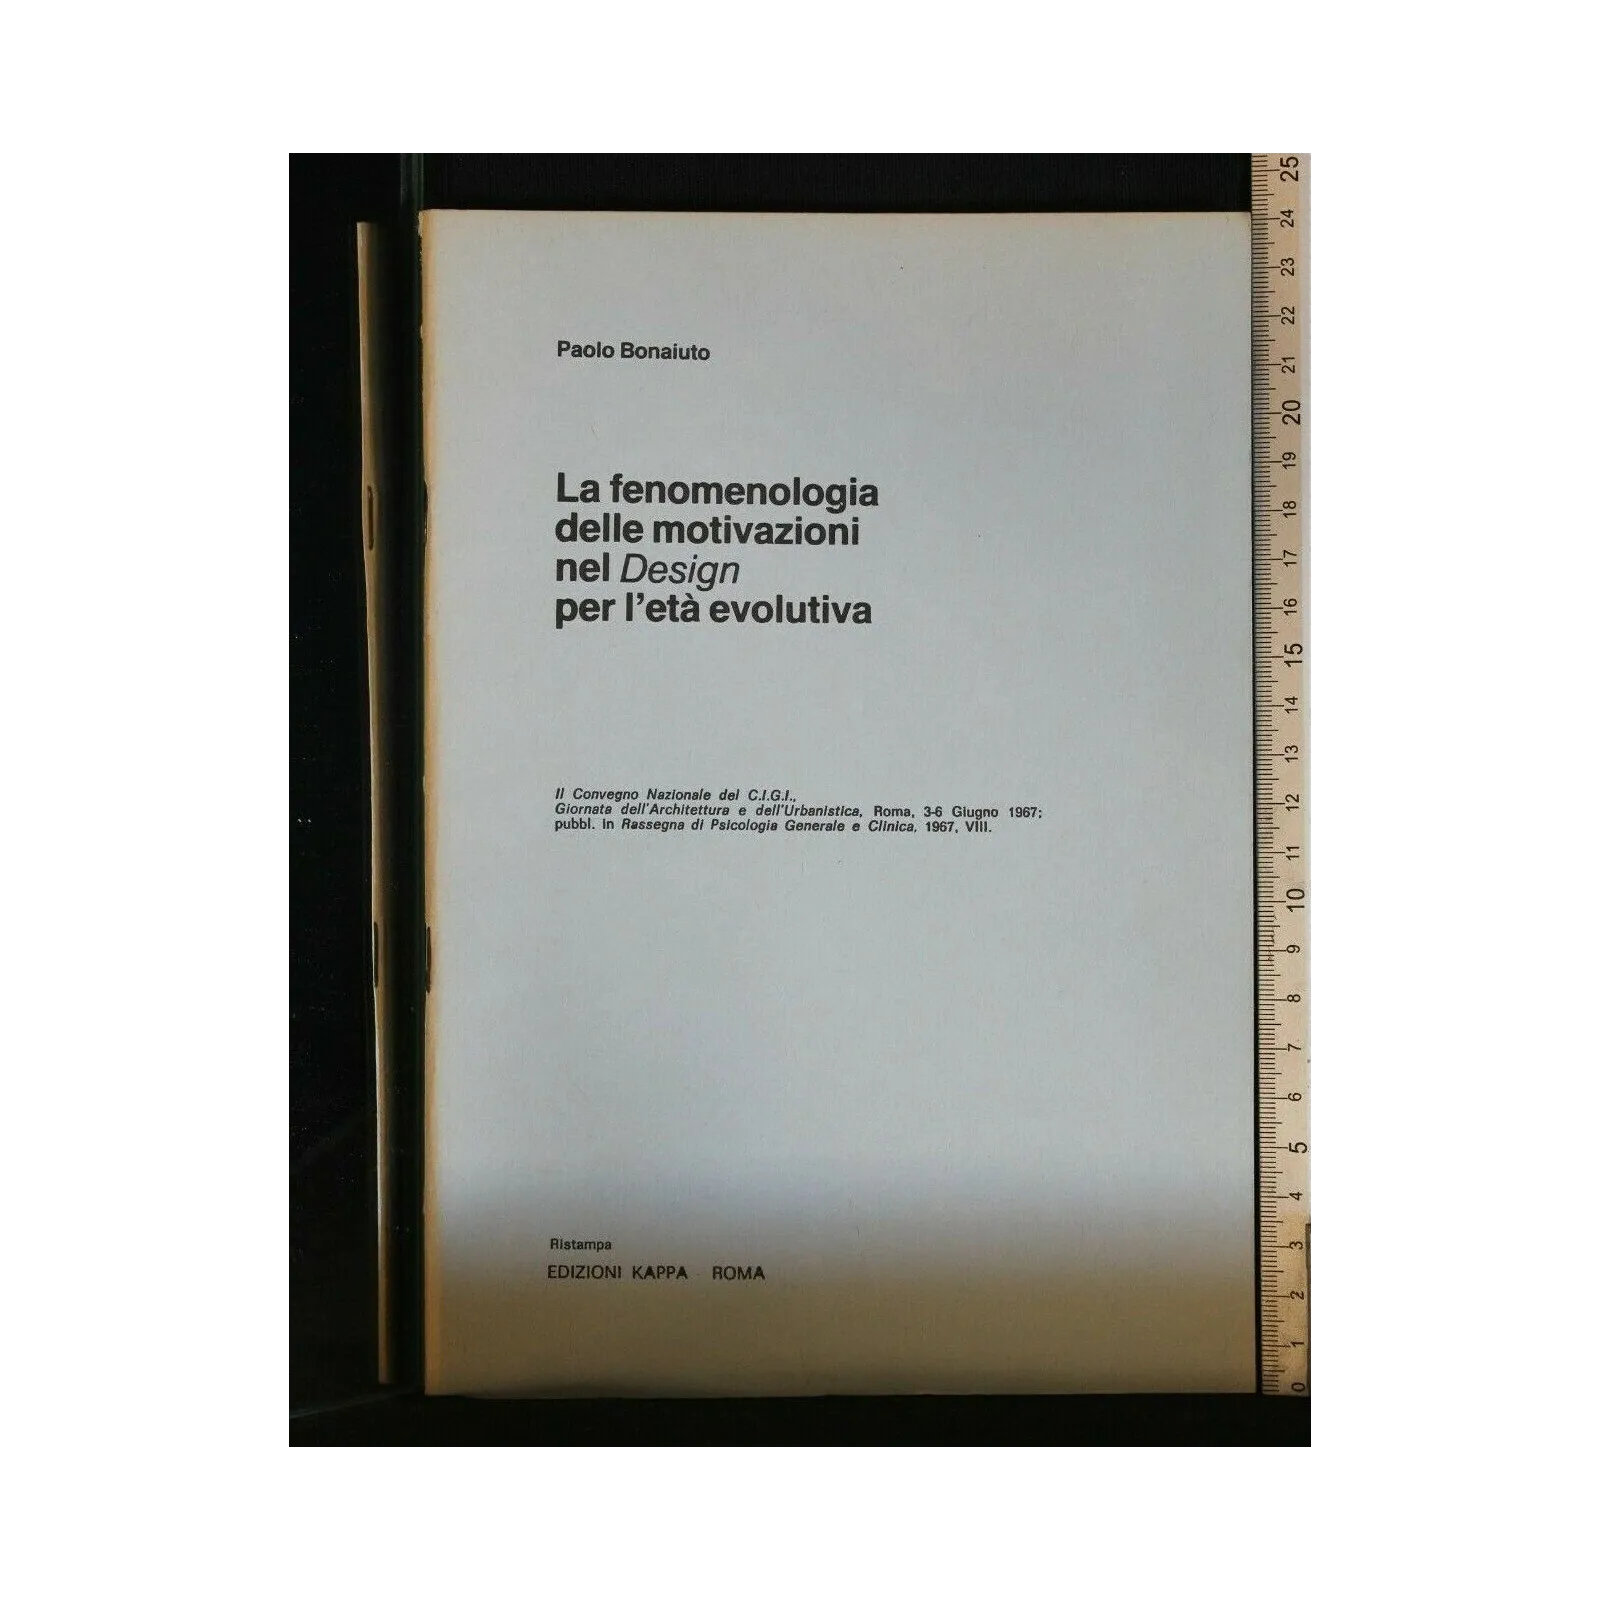 Paolo Bonaiuto
La fenomenologia
delle motivazioni
nel Design
per l'età evolutiva
II Convegno Nazionale del C.I.G.I.,
Giornata dell'Architettura e dell'Urbanistica, Roma, 3-6 Giugno 1967;
pubbl. in Rassegna di Psicologia Generale e Clinica, 1967, VIII.
Ristampa
EDIZIONI KAPPA ROMA
25
24
23
22
21
20
19
18
17
16
15
14
13
12
11
10
9
8
7
6
5
4
3
2
1
0